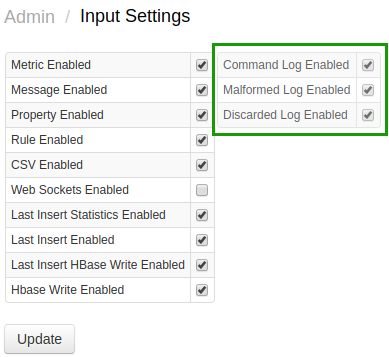 Admin / Input Settings
Metric Enabled
Message Enabled
Property Enabled
Rule Enabled
CSV Enabled
Web Sockets Enabled
Last Insert Statistics Enabled
Last Insert Enabled
Last Insert HBase Write Enabled
Hbase Write Enabled
Command Log Enabled
Malformed Log Enabled
Discarded Log Enabled
Update